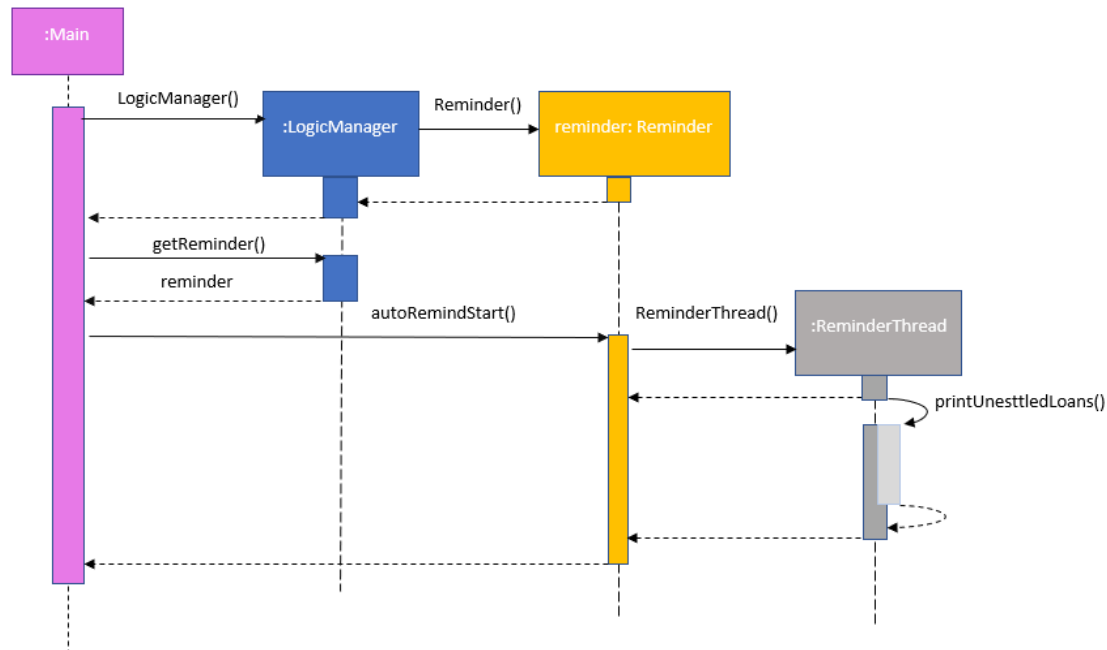 :Main
LogicManager()
:LogicManager
Reminder()
reminder: Reminder
getReminder()
reminder
autoRemindStart()
ReminderThread()
:ReminderThread
printUnesttledLoans()